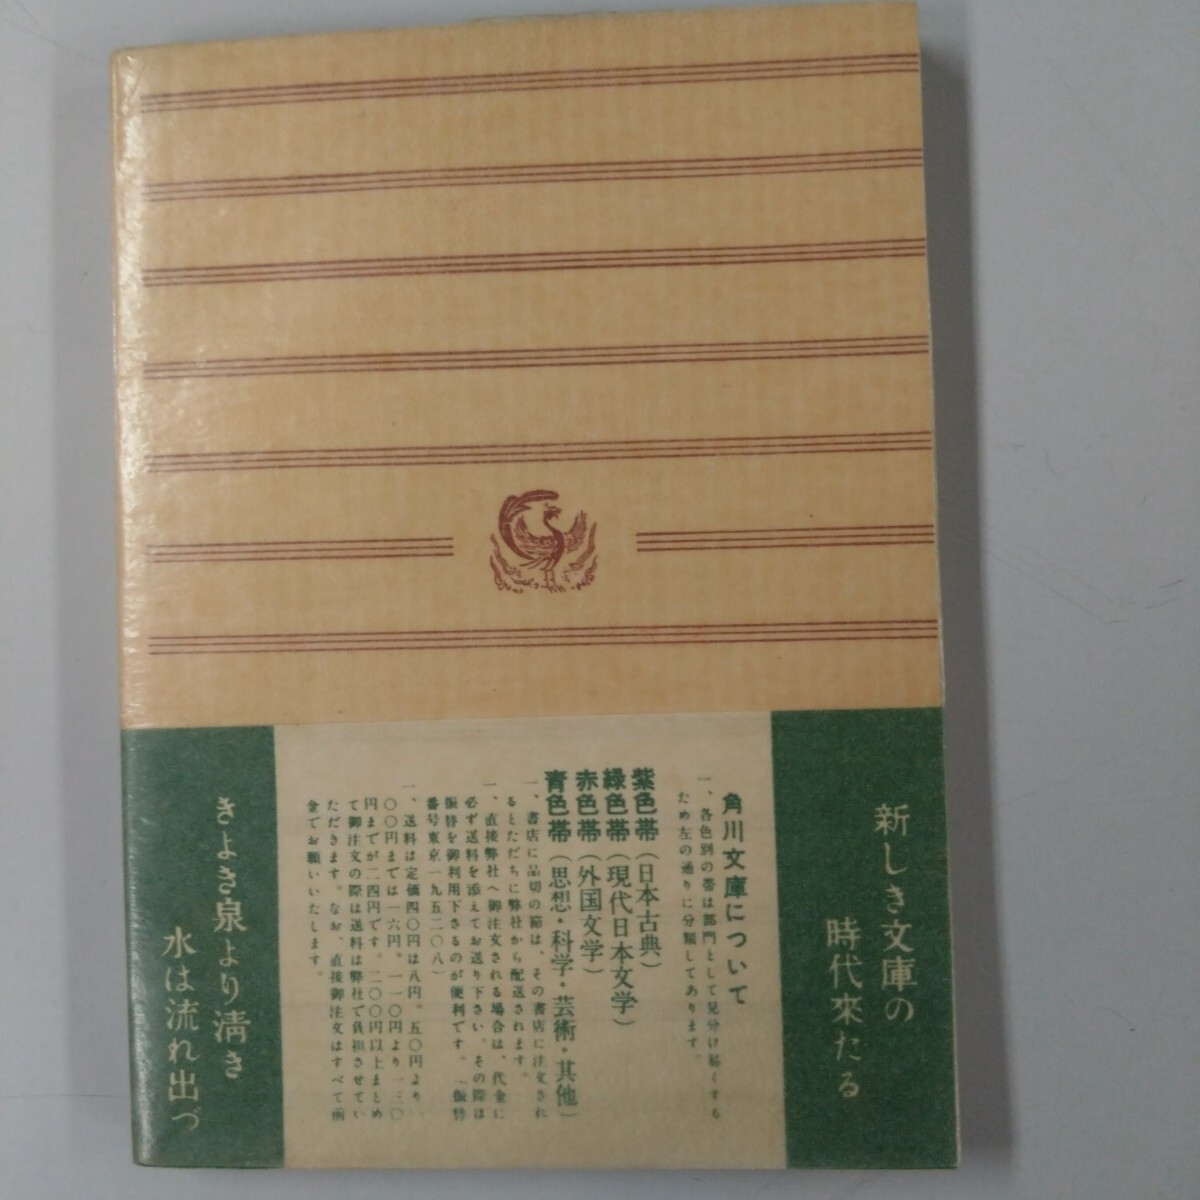 新しき文庫の
時代來たる
角川文庫について
一、各色別の帯は部門として見分け易くする
ため左の通りに分類してあります。
紫色帯(日本古典)
緑色帯(現代日本文学)
赤色帯(外国文学)
青色帯(思想・科学・芸術・其他)
一、書店に品切の節は、その書店に注文され
るとただちに弊社から配送されます。
一、直接弊社へ御注文される場合は、代金に
必ず送料を添えてお送り下さい。その際は
振替を御利用下さるのが便利です。(振替
番号東京一九五二〇八)
一、送料は定価四〇円は八円。五〇円より
〇〇円までは一六円。一一〇円より一三〇
円までが二四円です。二〇〇円以上まとめ
て御注文の際は送料は弊社で負担させてい
ただきます。なお、直接御注文はすべて前
金でお願いいたします。
きよき泉より清き
水は流れ出づ